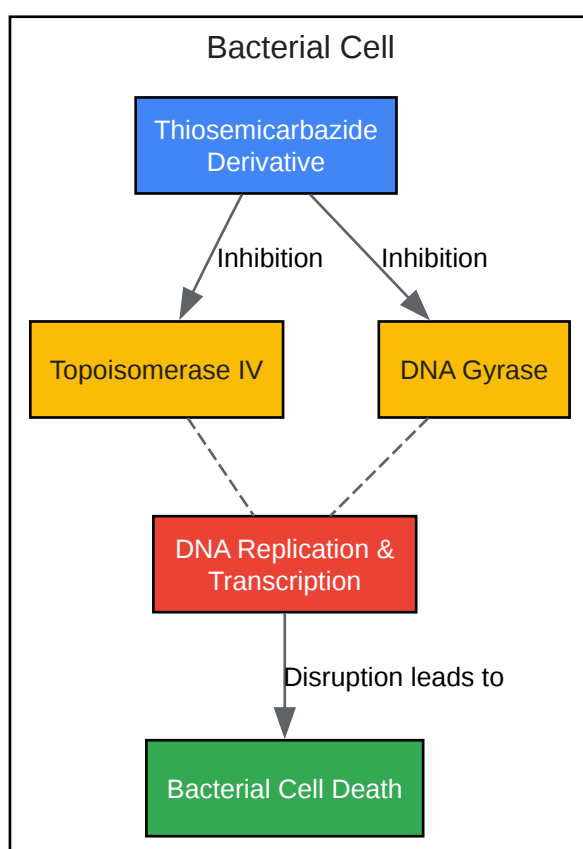 Bacterial Cell
Thiosemicarbazide
Derivative
Inhibition
Inhibition
Topoisomerase IV
DNA Gyrase
DNA Replication &
Transcription
Disruption leads to
Bacterial Cell Death